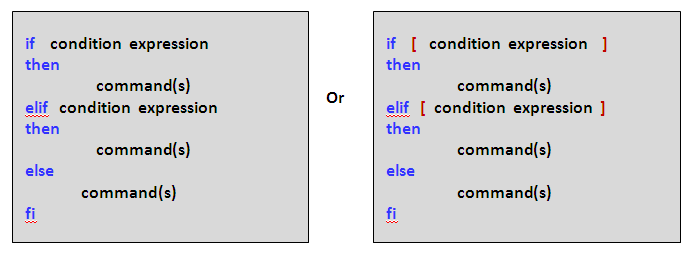 if condition expression
then
command(s)
elif condition expression
then
command(s)
else
command(s)
fi
Or
if [ condition expression ]
then
command(s)
elif [ condition expression ]
then
command(s)
else
command(s)
fi